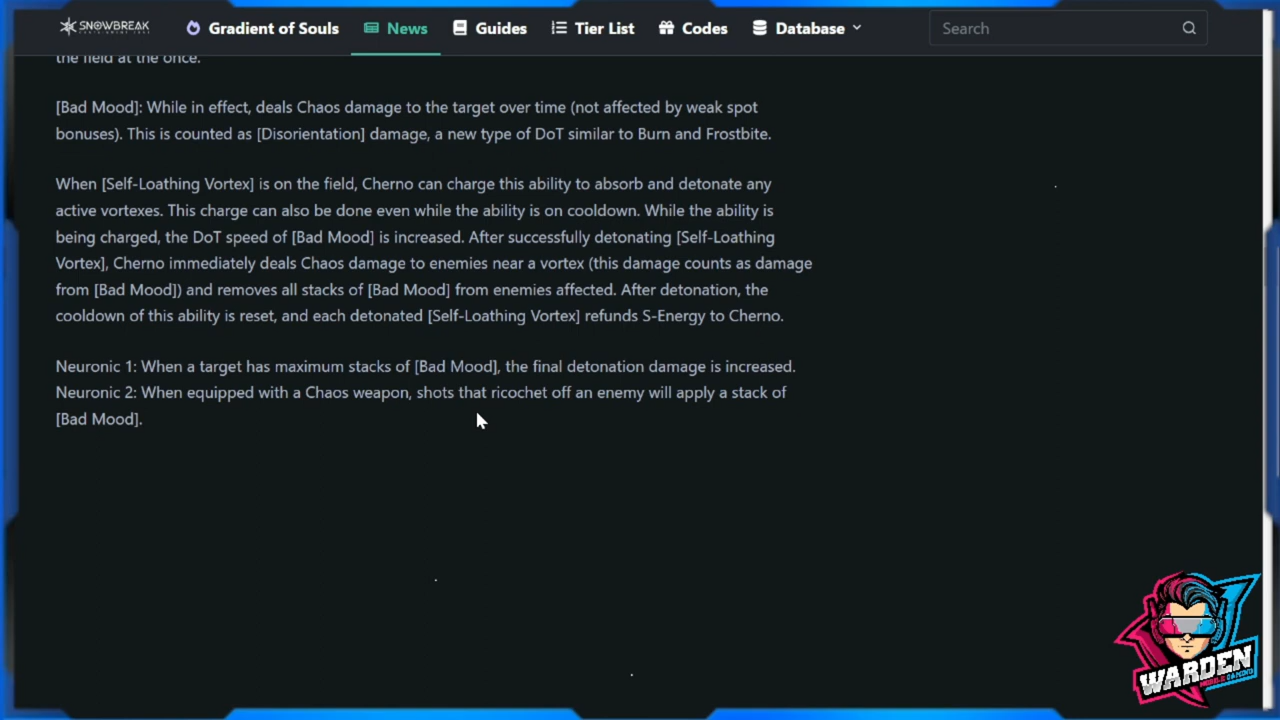 SNOWBREAK
Gradient of Souls
News
Guides
Tier List
Codes
Database
Search
the field at the once.
[Bad Mood]: While in effect, deals Chaos damage to the target over time (not affected by weak spot
bonuses). This is counted as [Disorientation] damage, a new type of DoT similar to Burn and Frostbite.
When [Self-Loathing Vortex] is on the field, Cherno can charge this ability to absorb and detonate any
active vortexes. This charge can also be done even while the ability is on cooldown. While the ability is
being charged, the DoT speed of [Bad Mood] is increased. After successfully detonating [Self-Loathing
Vortex], Cherno immediately deals Chaos damage to enemies near a vortex (this damage counts as damage
from [Bad Mood]) and removes all stacks of [Bad Mood] from enemies affected. After detonation, the
cooldown of this ability is reset, and each detonated [Self-Loathing Vortex] refunds S-Energy to Cherno.
Neuronic 1: When a target has maximum stacks of [Bad Mood], the final detonation damage is increased.
Neuronic 2: When equipped with a Chaos weapon, shots that ricochet off an enemy will apply a stack of
[Bad Mood].
WARDEN
MOBILE GAMING